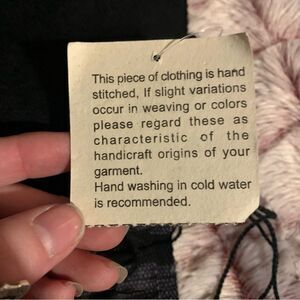 This piece of clothing is hand
stitched, If slight variations
occur in weaving or colors
please regard these as
characteristic of the
handicraft origins of your
garment.
Hand washing in cold water
is recommended.